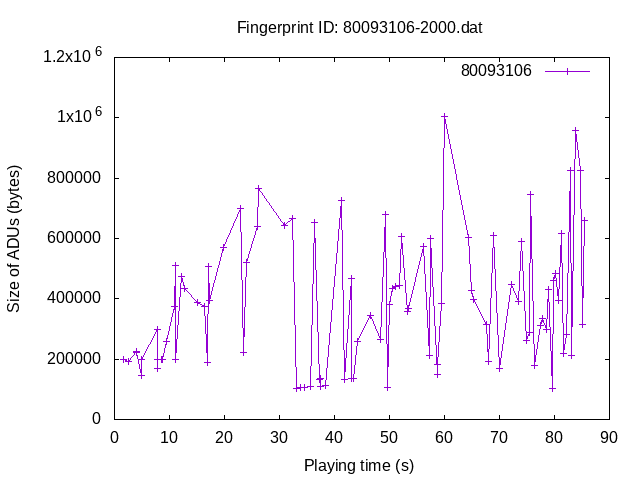 Fingerprint ID: 80093106-2000.dat
80093106
Size of ADUs (bytes)
1.2x10^6
1x10^6
800000
600000
400000
200000
0
0 10 20 30 40 50 60 70 80 90
Playing time (s)